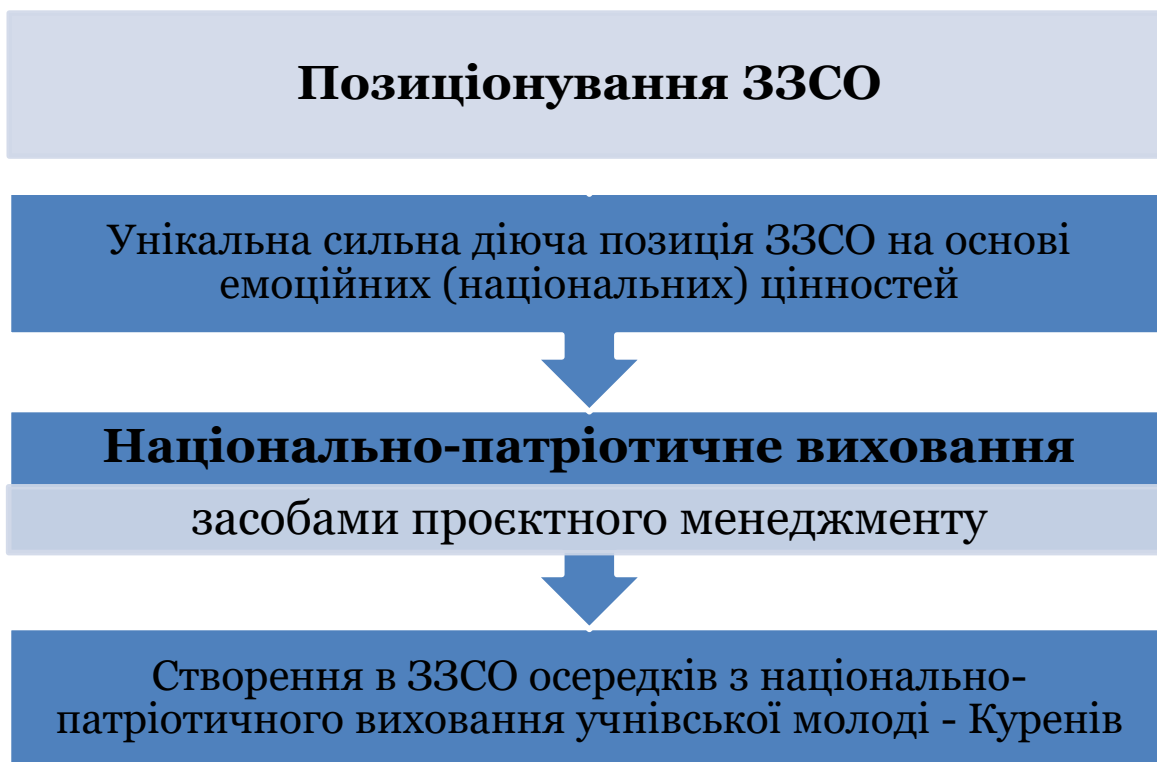 Позиціонування ЗЗСО
Унікальна сильна діюча позиція ЗЗСО на основі
емоційних (національних) цінностей
Національно-патріотичне виховання
засобами проєктного менеджменту
Створення в ЗЗСО осередків з національно-
патріотичного виховання учнівської молоді - Куренів